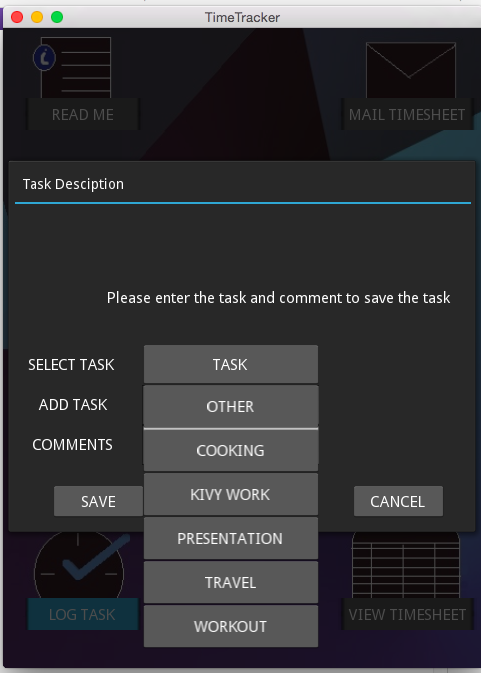 TimeTracker
READ ME
MAIL TIMESHEET
Task Desciption
Please enter the task and comment to save the task
SELECT TASK
TASK
ADD TASK
OTHER
COMMENTS
COOKING
SAVE
KIVY WORK
CANCEL
PRESENTATION
TRAVEL
LOG TASK
VIEW TIMESHEET
WORKOUT